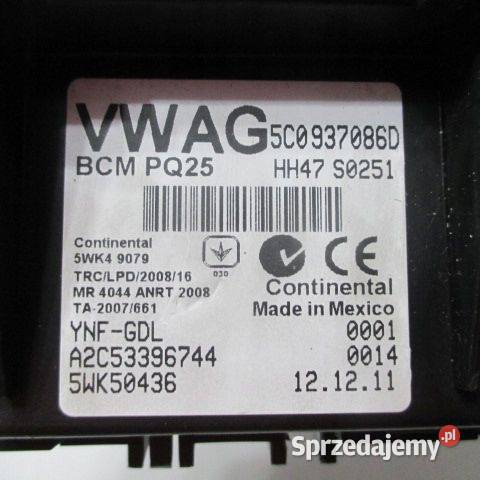 VWAG 5C0937086D
BCM PQ25 HH47 S0251
Continental
5WK4 9079
TRC/LPD/2008/16
MR 4044 ANRT 2008
TA-2007/661
030
CE
Continental
Made in Mexico
YNF-GDL 0001
A2C53396744 0014
5WK50436 12.12.11
Sprzedajemy.pl